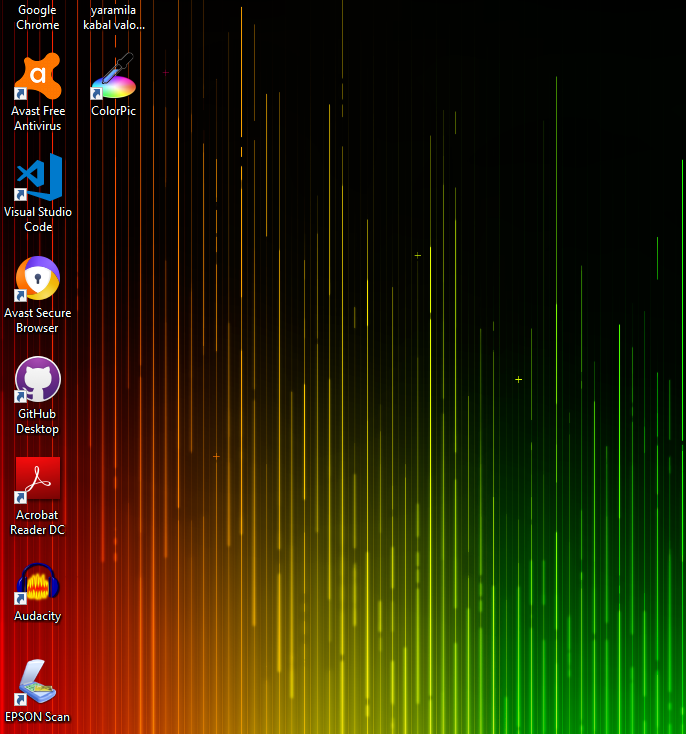 Google
Chrome
yaramila
kabal valo...
Avast Free
Antivirus
ColorPic
Visual Studio
Code
Avast Secure
Browser
GitHub
Desktop
Acrobat
Reader DC
Audacity
EPSON Scan